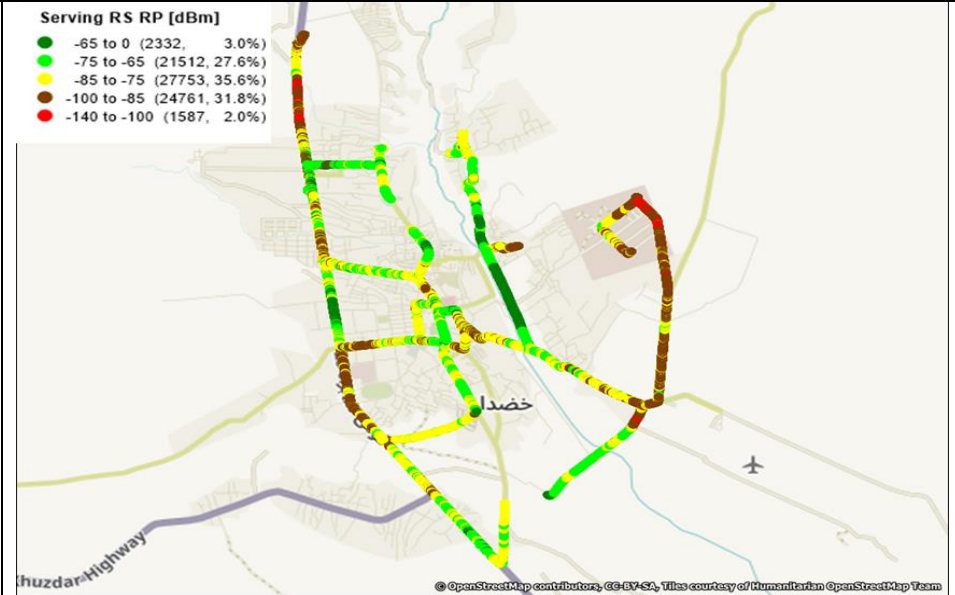 Serving RS RP [dBm]
-65 to 0 (2332, 3.0%)
-75 to -65 (21512, 27.6%)
-85 to -75 (27753, 35.6%)
-100 to -85 (24761, 31.8%)
-140 to -100 (1587, 2.0%)
خضدا
Khuzdar Highway
© OpenStreetMap contributors, CC-BY-SA, Tiles courtesy of Humanitarian OpenStreetMap Team